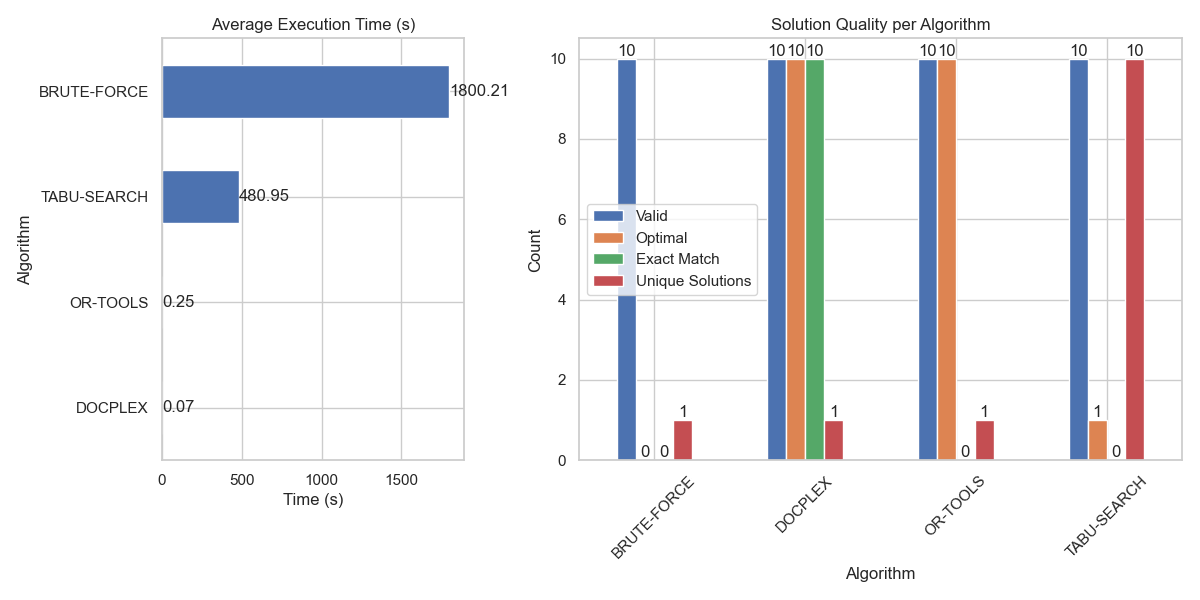 Average Execution Time (s)
BRUTE-FORCE
1800.21
TABU-SEARCH
480.95
OR-TOOLS
0.25
DOCPLEX
0.07
Algorithm
0 500 1000 1500
Time (s)
Solution Quality per Algorithm
10 10 10 10 10 10 10 10
0 0 1 1 0 1 1 0
10
8
6
4
2
0
Count
Valid
Optimal
Exact Match
Unique Solutions
BRUTE-FORCE
DOCPLEX
OR-TOOLS
TABU-SEARCH
Algorithm